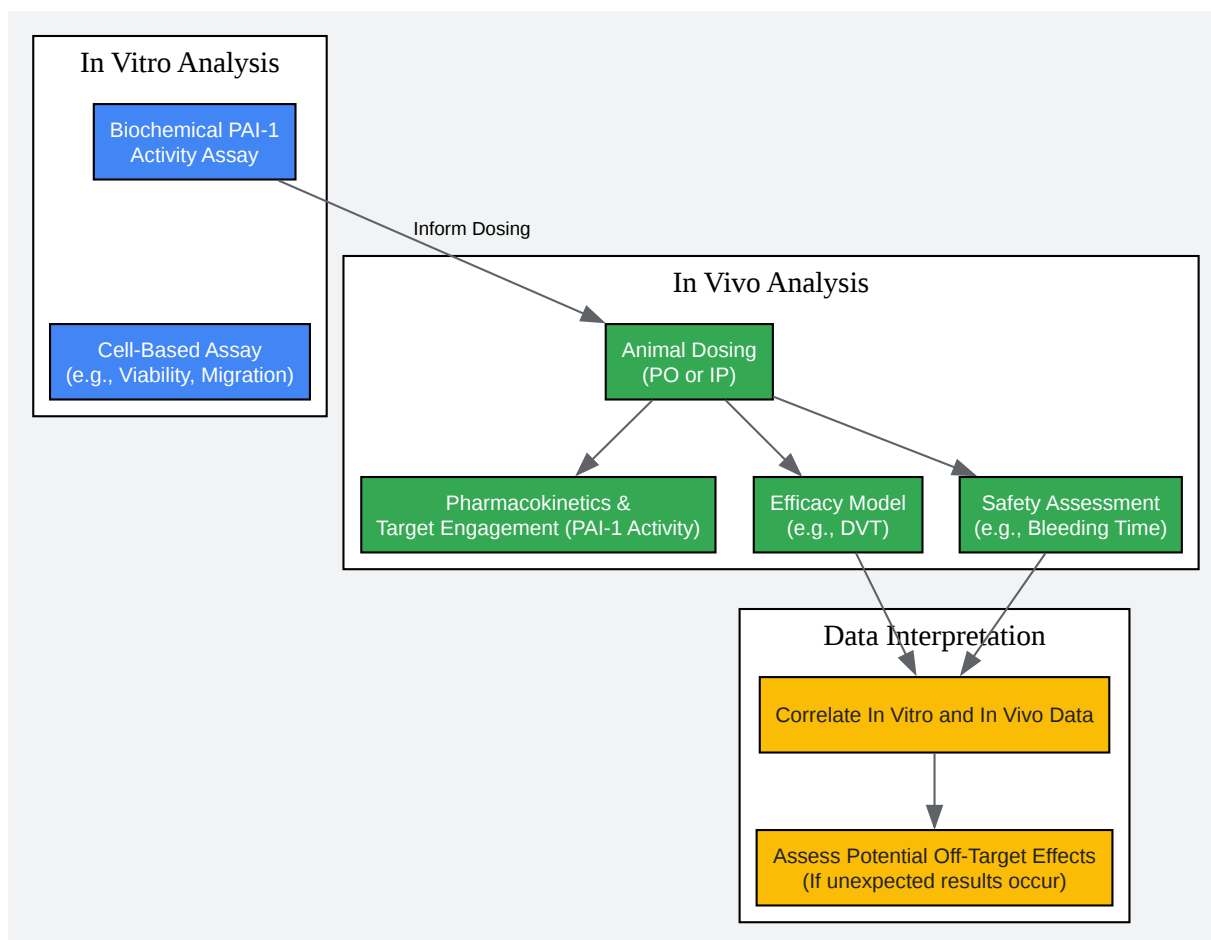 In Vitro Analysis
Biochemical PAI-1
Activity Assay
Inform Dosing
Cell-Based Assay
(e.g., Viability, Migration)
In Vivo Analysis
Animal Dosing
(PO or IP)
Pharmacokinetics &
Target Engagement (PAI-1 Activity)
Efficacy Model
(e.g., DVT)
Safety Assessment
(e.g., Bleeding Time)
Data Interpretation
Correlate In Vitro and In Vivo Data
Assess Potential Off-Target Effects
(If unexpected results occur)